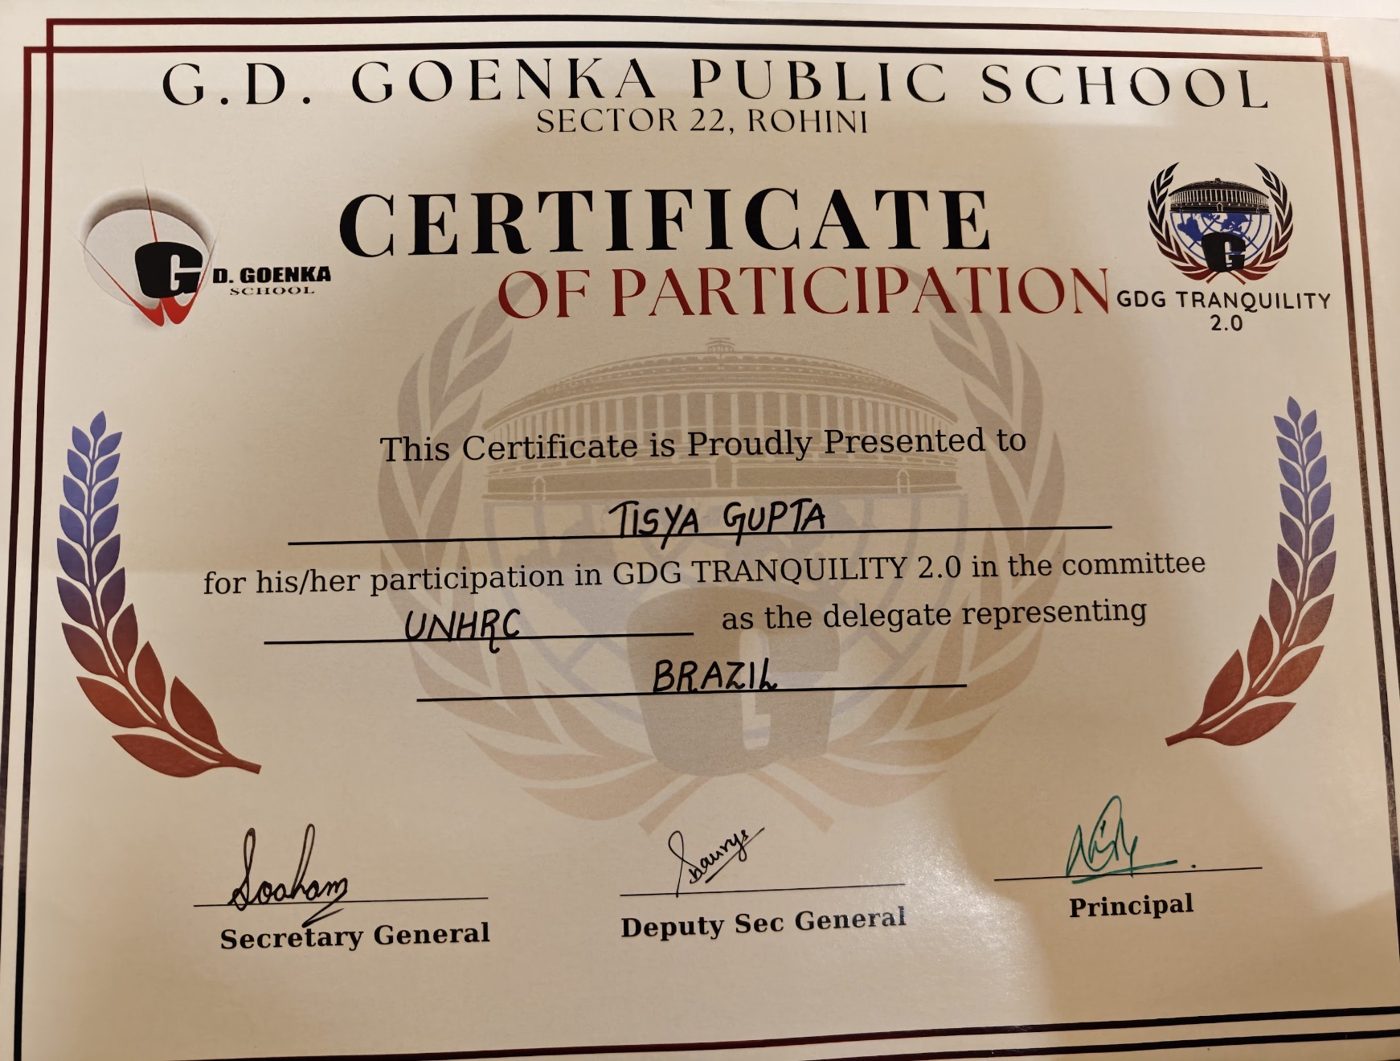 G.D. GOENKA PUBLIC SCHOOL
SECTOR 22, ROHINI
CERTIFICATE
OF PARTICIPATION
G D. GOENKA
SCHOOL
G
GDG TRANQUILITY
2.0
This Certificate is Proudly Presented to
TISYA GUPTA
for his/her participation in GDG TRANQUILITY 2.0 in the committee
UNHRC as the delegate representing
BRAZIL
G
Soaham
Secretary General
Saurya
Deputy Sec General
Principal